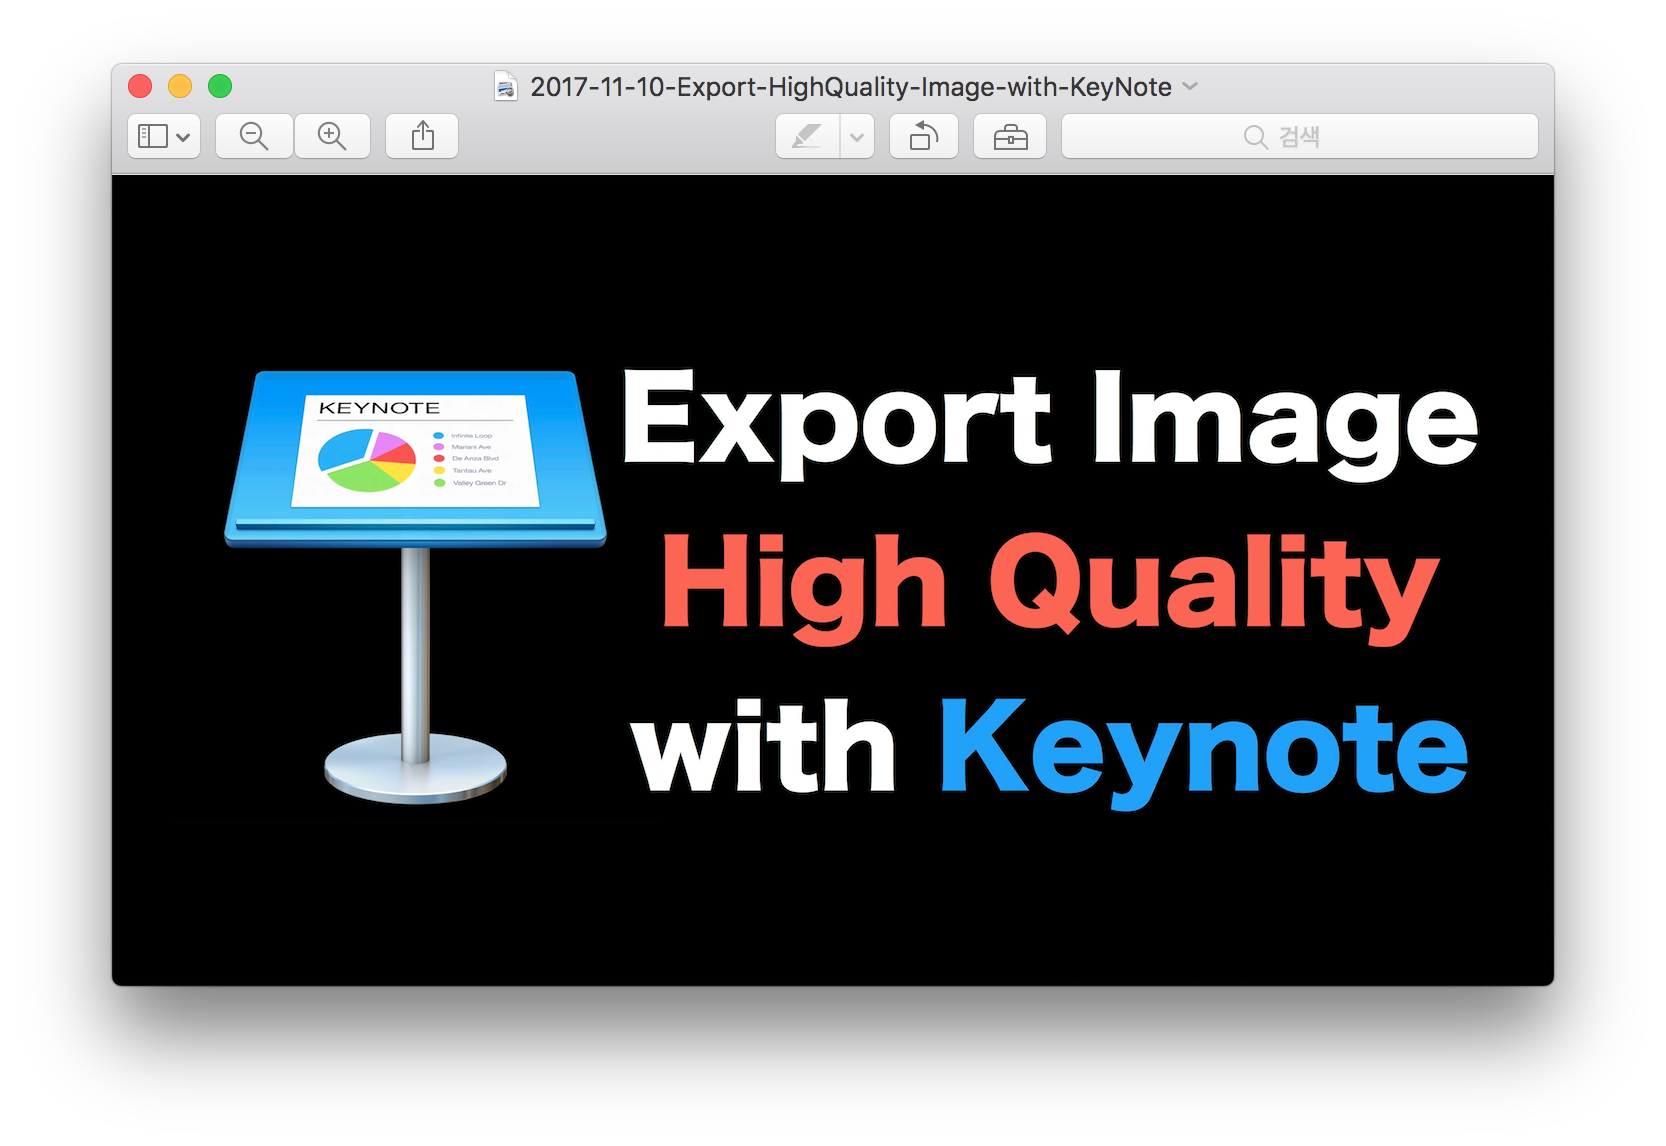 2017-11-10-Export-HighQuality-Image-with-KeyNote
검색
KEYNOTE
Infinite Loop
Mariani Ave
De Anza Blvd
Tantau Ave
Valley Green Dr
Export Image
High Quality
with Keynote